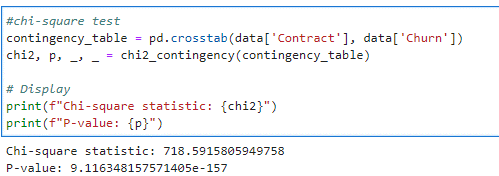 #chi-square test
contingency_table = pd.crosstab(data['Contract'], data['Churn'])
chi2, p, _, _ = chi2_contingency(contingency_table)
# Display
print(f"Chi-square statistic: {chi2}")
print(f"P-value: {p}")
Chi-square statistic: 718.5915805949758
P-value: 9.116348157571405e-157